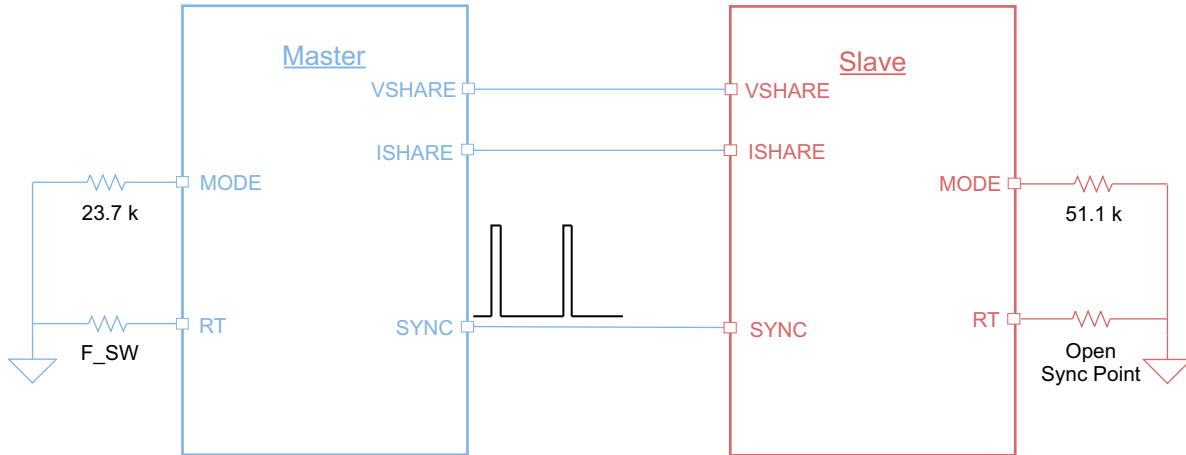 Master
VSHARE
ISHARE
MODE
23.7 k
RT
F_SW
SYNC
Slave
VSHARE
ISHARE
MODE
51.1 k
SYNC
RT
Open
Sync Point